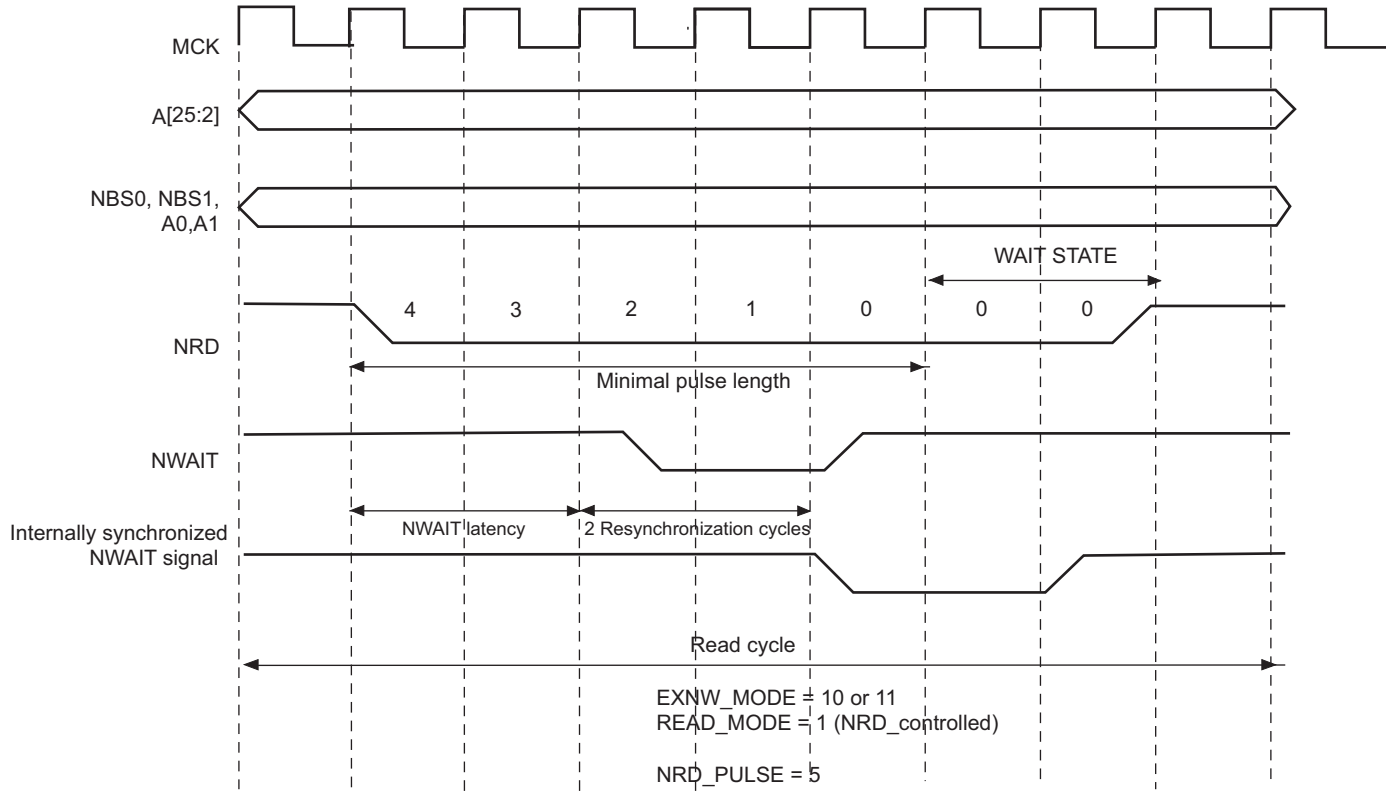 MCK
A[25:2]
NBS0, NBS1,
A0,A1
WAIT STATE
4 3 2 1 0 0 0
NRD
Minimal pulse length
NWAIT
NWAIT latency
2 Resynchronization cycles
Internally synchronized
NWAIT signal
Read cycle
EXNW_MODE = 10 or 11
READ_MODE = 1 (NRD_controlled)
NRD_PULSE = 5